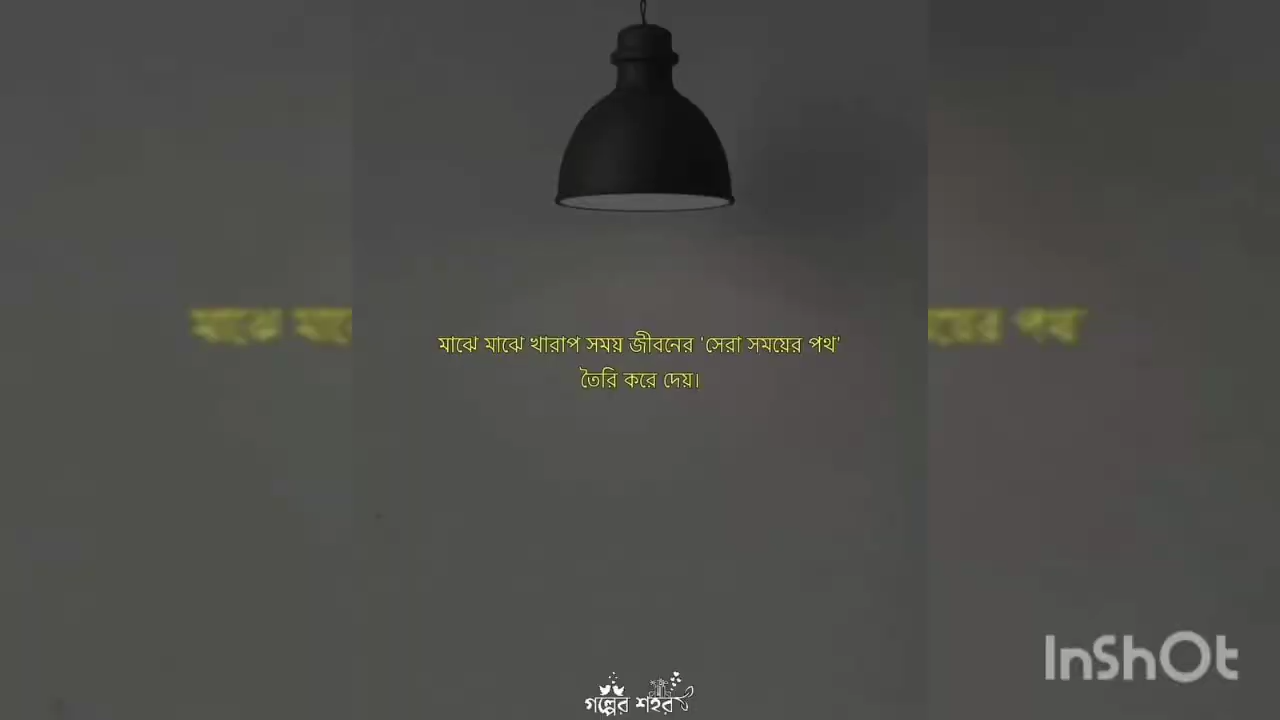 মাঝে মাঝে খারাপ সময় জীবনের 'সেরা সময়ের পথ'
তৈরি করে দেয়।
InShOt
গল্পের শহর